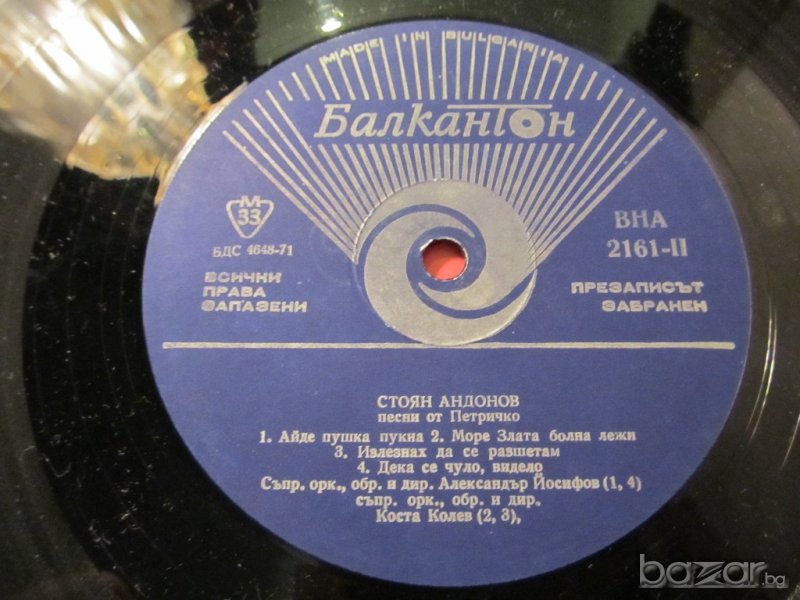 MADE IN BULGARIA
Балкантон
М
33
БДС 4648-71
ВНА
2161-II
ВСИЧНИ
ПРАВА
ЗАПАЗЕНИ
ПРЕЗАПИСЪТ
ЗАБРАНЕН
СТОЯН АНДОНОВ
песни от Петричко
1. Айде пушка пукна 2. Море Злата болна лежи
3. Излезнах да се разшетам
4. Дека се чуло, видело
Съпр. орк., обр. и дир. Александър Йосифов (1, 4)
съпр. орк., обр. и дир.
Коста Колев (2, 3),
bazar.bg